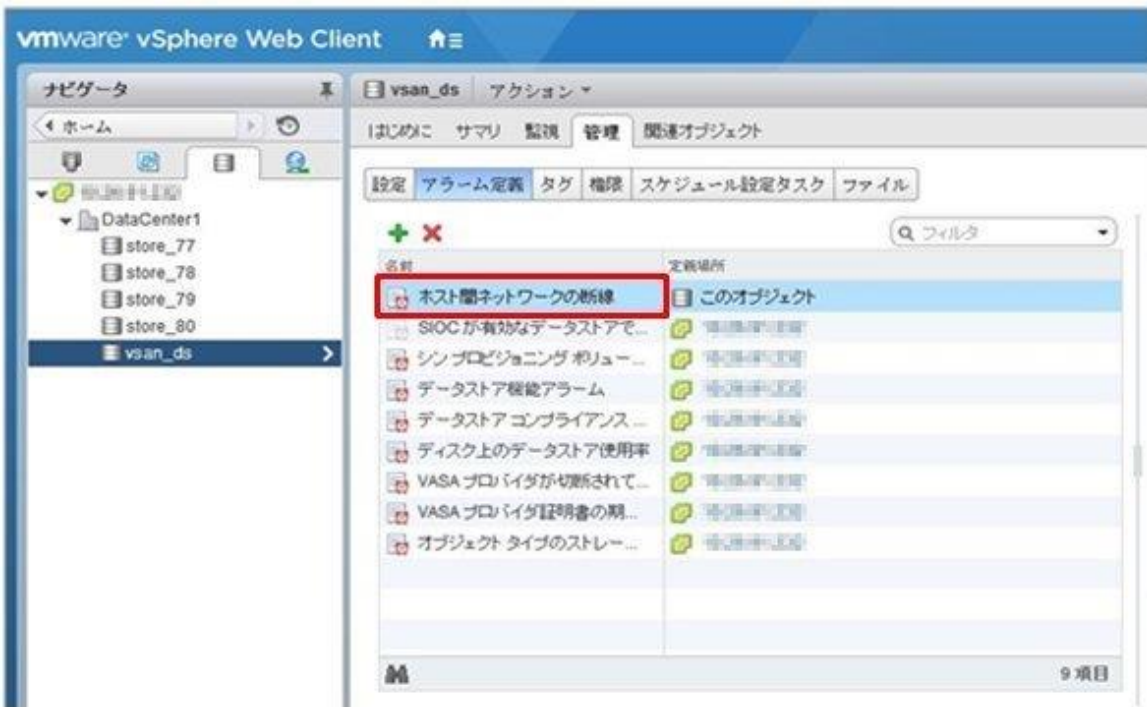 vmware vSphere Web Client
ナビゲータ
ホーム
DataCenter1
store_77
store_78
store_79
store_80
vsan_ds
vsan_ds アクション
はじめに サマリ 監視 管理 関連オブジェクト
設定 アラーム定義 タグ 権限 スケジュール設定タスク ファイル
フィルタ
名前 定義場所
ホスト間ネットワークの断線 このオブジェクト
SIOC が有効なデータストアで...
シン プロビジョニング ボリュー...
データストア機能アラーム
データストア コンプライアンス ...
ディスク上のデータストア使用率
VASA プロバイダが切断されて...
VASA プロバイダ証明書の期...
オブジェクト タイプのストレー...
9 項目